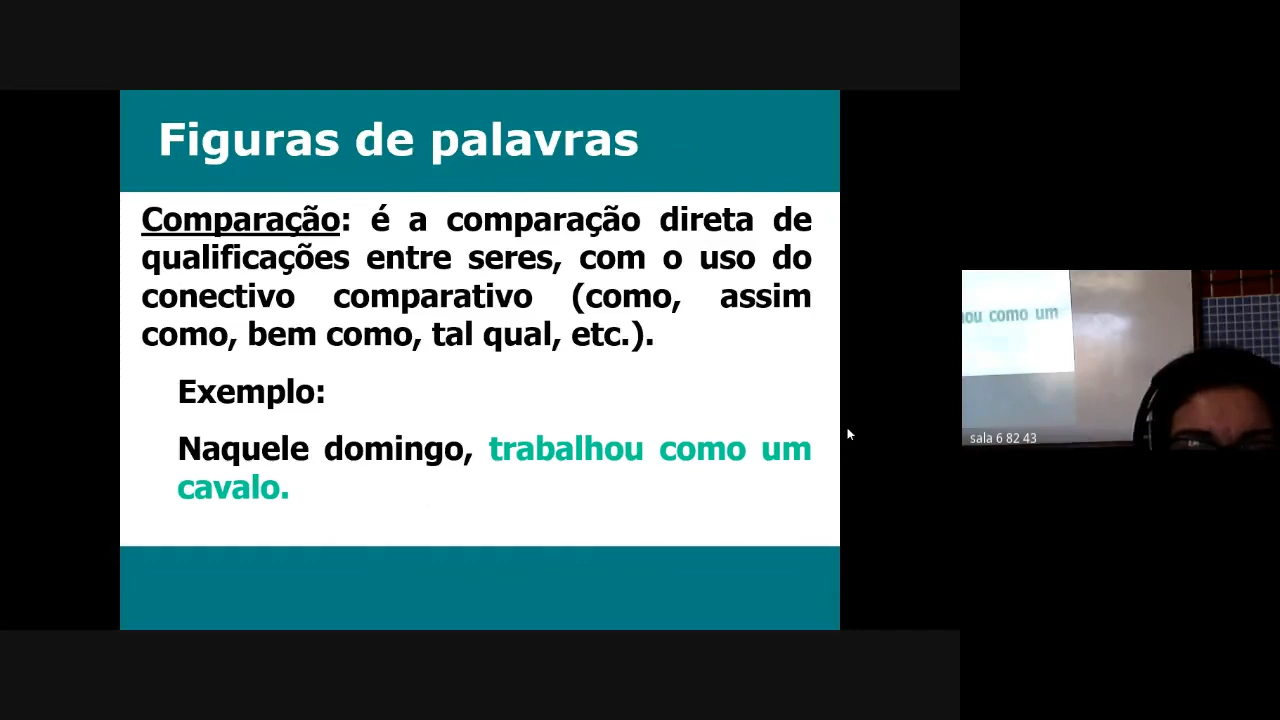 Figuras de palavras
Comparação: é a comparação direta de
qualificações entre seres, com o uso do
conectivo comparativo (como, assim
como, bem como, tal qual, etc.).
Exemplo:
Naquele domingo, trabalhou como um
cavalo.
como um
sala 6 82 43